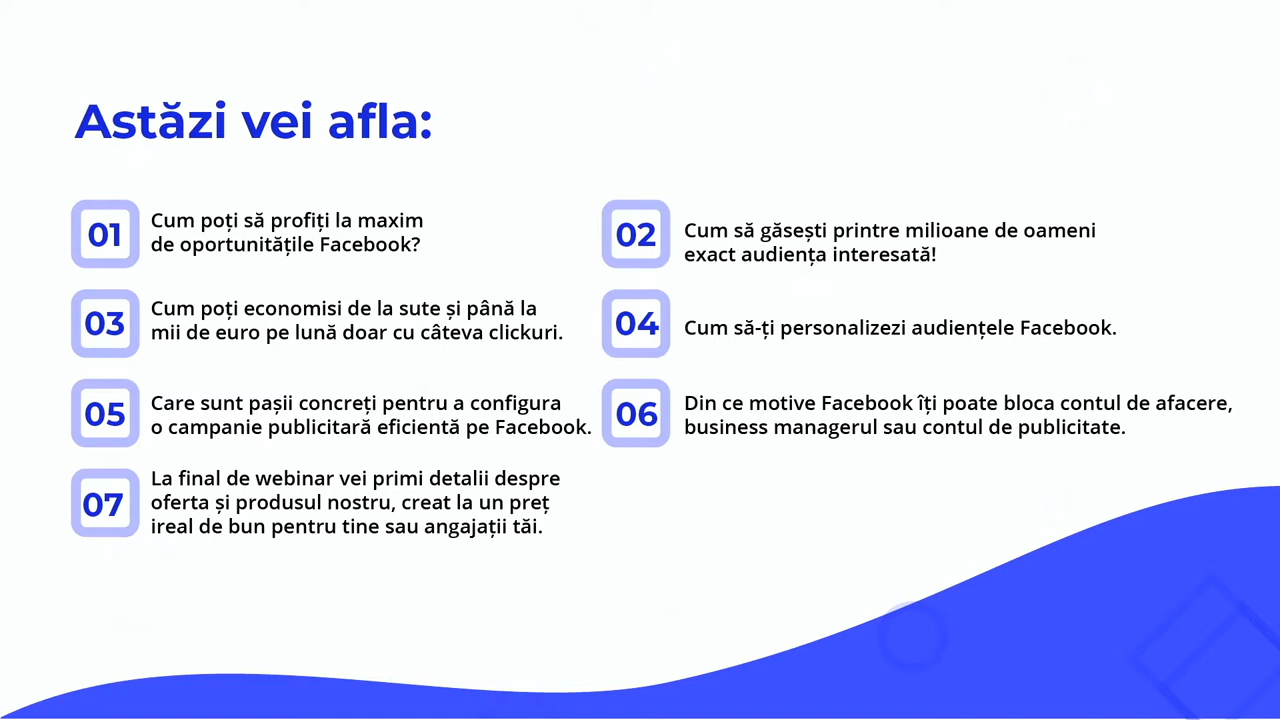 Astăzi vei afla:
01
Cum poți să profiți la maxim
de oportunitățile Facebook?
02
Cum să găsești printre milioane de oameni
exact audiența interesată!
03
Cum poți economisi de la sute și până la
mii de euro pe lună doar cu câteva clickuri.
04
Cum să-ți personalizezi audiențele Facebook.
05
Care sunt pașii concreți pentru a configura
o campanie publicitară eficientă pe Facebook.
06
Din ce motive Facebook îți poate bloca contul de afacere,
business managerul sau contul de publicitate.
07
La final de webinar vei primi detalii despre
oferta și produsul nostru, creat la un preț
ireal de bun pentru tine sau angajații tăi.